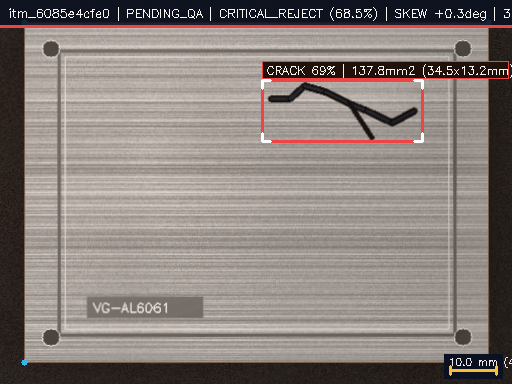 itm_6085e4cfe0 | PENDING_QA | CRITICAL_REJECT (68.5%) | SKEW +0.3deg | 3
CRACK 69% | 137.8mm2 (34.5x13.2mm)
VG-AL6061
10.0 mm (4